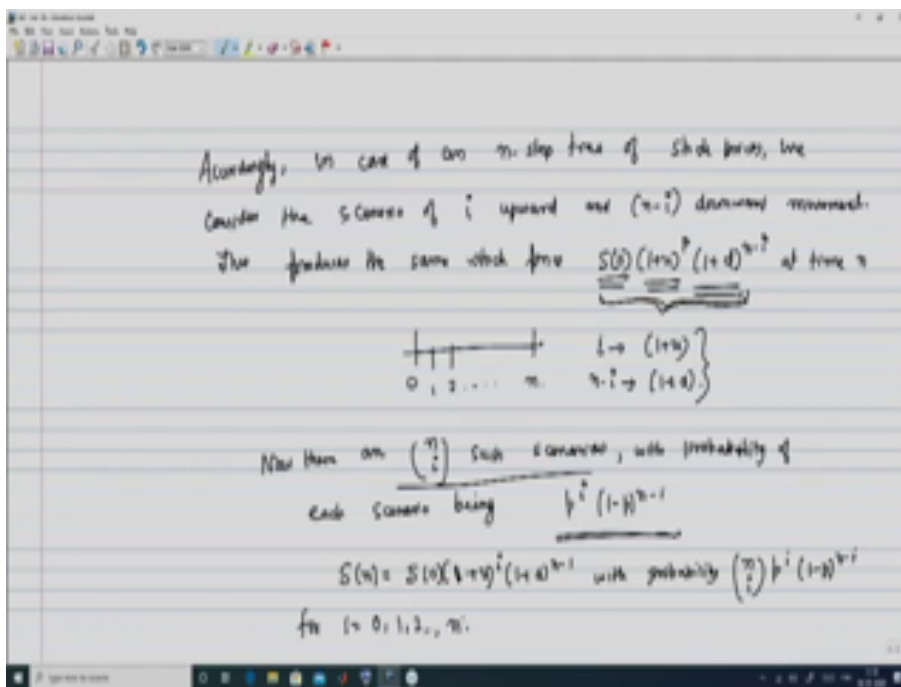 Accordingly, in case of an n-step tree of stock prices, we
consider the scenario of i upward and (n-i) downward movement.
This produces the same stock price S(0)(1+u)^i (1+d)^{n-i} at time n
i → (1+u)
0 1 2 .... n. n-i → (1+d).
Now there are \binom{n}{i} such scenarios, with probability of
each scenario being p^i (1-p)^{n-i}
S(n) = S(0)(1+u)^i (1+d)^{n-i} with probability \binom{n}{i} p^i (1-p)^{n-i}
for i = 0, 1, 2.., n.